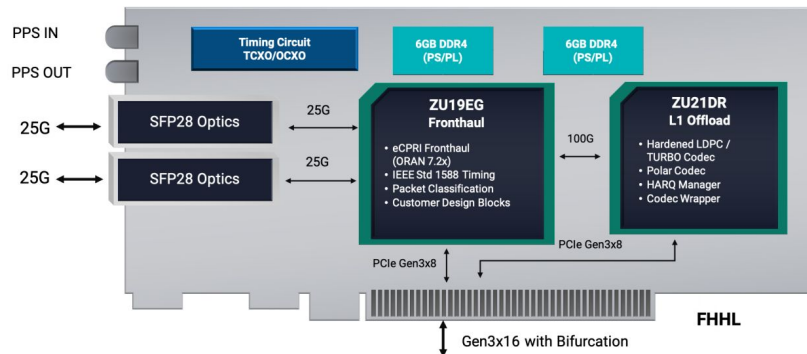 PPS IN
PPS OUT
Timing Circuit
TCXO/OCXO
6GB DDR4
(PS/PL)
6GB DDR4
(PS/PL)
25G
SFP28 Optics
25G
25G
SFP28 Optics
25G
ZU19EG
Fronthaul
• eCPRI Fronthaul
(ORAN 7.2x)
• IEEE Std 1588 Timing
• Packet Classification
• Customer Design Blocks
100G
ZU21DR
L1 Offload
• Hardened LDPC /
TURBO Codec
• Polar Codec
• HARQ Manager
• Codec Wrapper
PCIe Gen3x8
PCIe Gen3x8
Gen3x16 with Bifurcation
FHHL